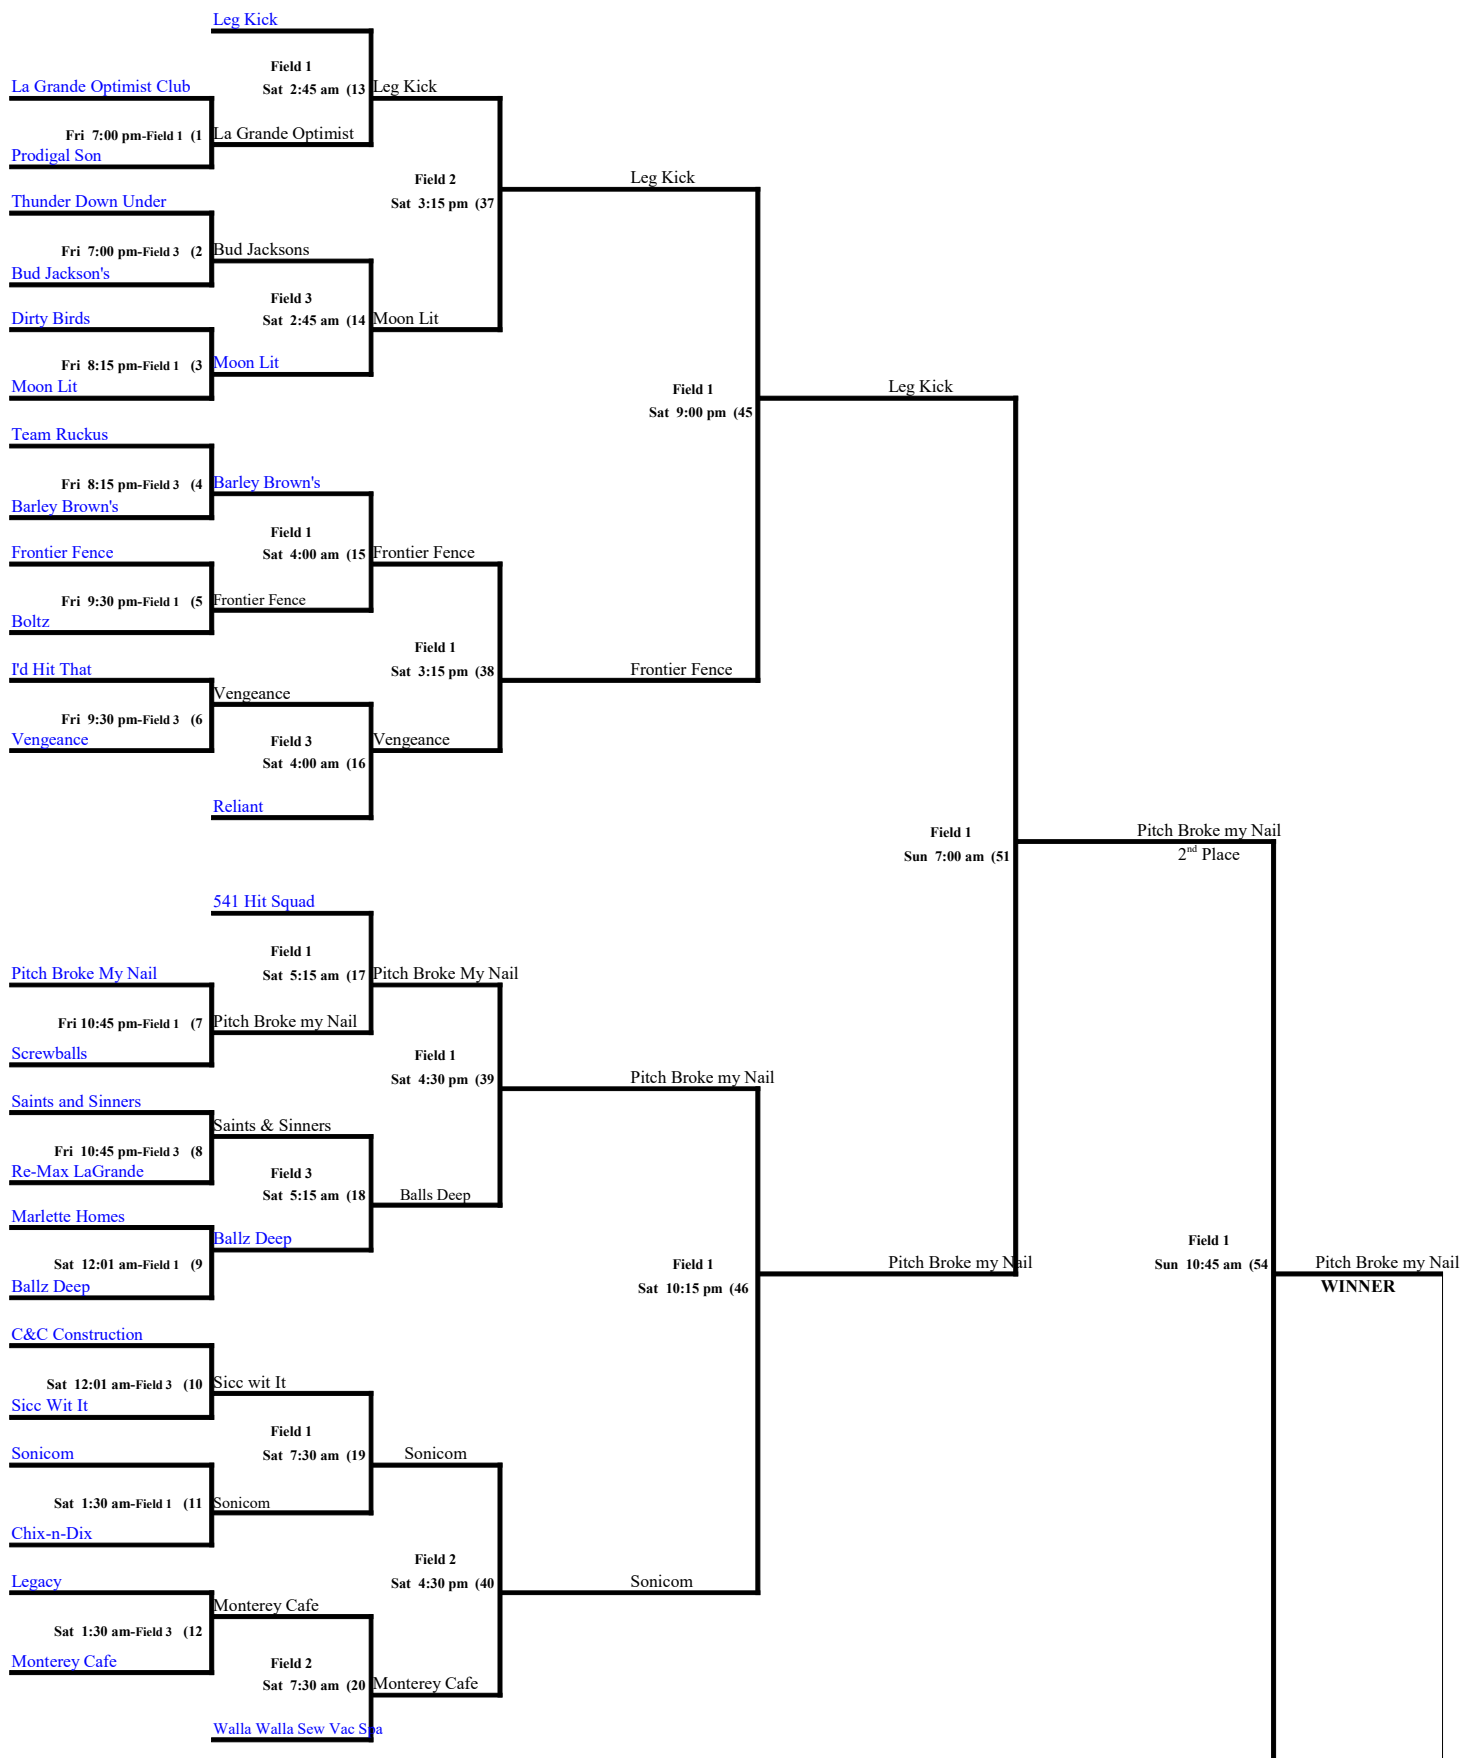 Leg Kick
Field 1
La Grande Optimist Club
Sat 2:45 am (13
Leg Kick
Fri 7:00 pm-Field 1 (1
La Grande Optimist
Prodigal Son
Field 2
Leg Kick
Thunder Down Under
Sat 3:15 pm (37
Fri 7:00 pm-Field 3 (2
Bud Jacksons
Bud Jackson's
Field 3
Dirty Birds
Sat 2:45 am (14
Moon Lit
Fri 8:15 pm-Field 1 (3
Moon Lit
Moon Lit
Field 1
Leg Kick
Sat 9:00 pm (45
Team Ruckus
Fri 8:15 pm-Field 3 (4
Barley Brown's
Barley Brown's
Field 1
Frontier Fence
Sat 4:00 am (15
Frontier Fence
Fri 9:30 pm-Field 1 (5
Frontier Fence
Boltz
Field 1
I'd Hit That
Sat 3:15 pm (38
Frontier Fence
Vengeance
Fri 9:30 pm-Field 3 (6
Vengeance
Field 3
Vengeance
Sat 4:00 am (16
Reliant
Field 1
Pitch Broke my Nail
Sun 7:00 am (51
2nd Place
541 Hit Squad
Field 1
Pitch Broke My Nail
Sat 5:15 am (17
Pitch Broke My Nail
Fri 10:45 pm-Field 1 (7
Pitch Broke my Nail
Screwballs
Field 1
Sat 4:30 pm (39
Pitch Broke my Nail
Saints and Sinners
Saints & Sinners
Fri 10:45 pm-Field 3 (8
Re-Max LaGrande
Field 3
Sat 5:15 am (18
Balls Deep
Marlette Homes
Ballz Deep
Field 1
Sat 12:01 am-Field 1 (9
Field 1
Pitch Broke my Nail
Sun 10:45 am (54
Pitch Broke my Nail
Ballz Deep
Sat 10:15 pm (46
WINNER
C&C Construction
Sat 12:01 am-Field 3 (10
Sicc wit It
Sicc Wit It
Field 1
Sonicom
Sat 7:30 am (19
Sonicom
Sat 1:30 am-Field 1 (11
Sonicom
Chix-n-Dix
Field 2
Legacy
Sat 4:30 pm (40
Sonicom
Monterey Cafe
Sat 1:30 am-Field 3 (12
Monterey Cafe
Field 2
Sat 7:30 am (20
Monterey Cafe
Walla Walla Sew Vac Spa